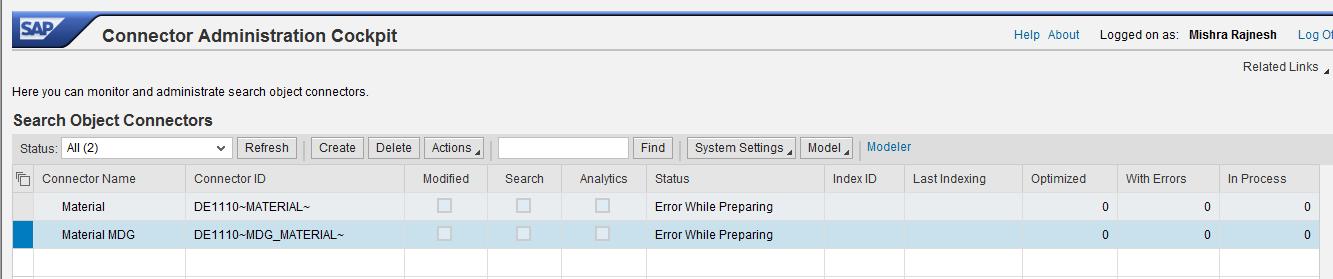 SAP Connector Administration Cockpit Help About Logged on as: Mishra Rajnesh
Related Links
Here you can monitor and administrate search object connectors.
Search Object Connectors
Status: All (2) Refresh Create Delete Actions Find System Settings Model Modeler
Connector Name Connector ID Modified Search Analytics Status Index ID Last Indexing Optimized With Errors In Process
Material DE1110~MATERIAL~ Error While Preparing 0 0 0
Material MDG DE1110~MDG_MATERIAL~ Error While Preparing 0 0 0